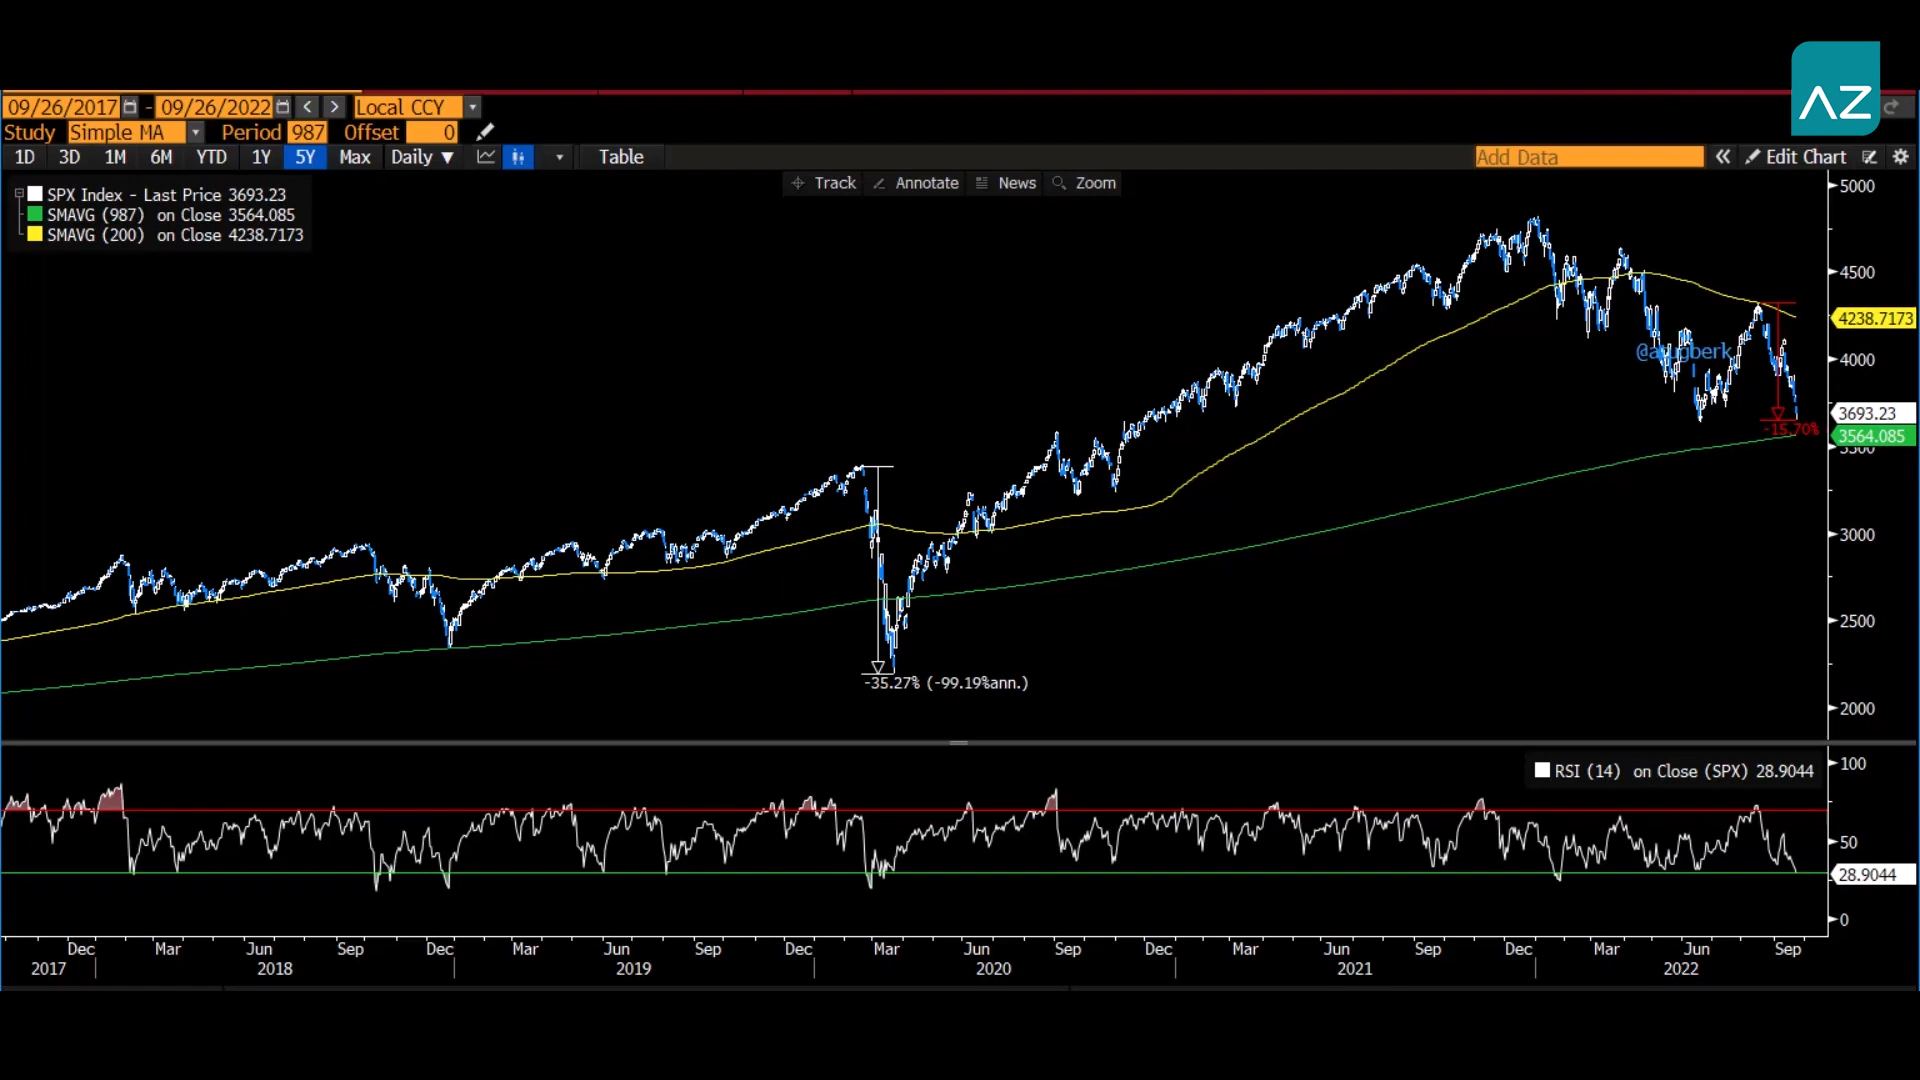 AZ
09/26/2017 - 09/26/2022 < > Local CCY
Study Simple MA Period 987 Offset 0
1D 3D 1M 6M YTD 1Y 5Y Max Daily ▼ Table Add Data « Edit Chart
Track Annotate News Zoom
SPX Index - Last Price 3693.23
SMAVG (987) on Close 3564.085
SMAVG (200) on Close 4238.7173
5000
4500
4238.7173
4000
3693.23
-15.70%
3564.085
3500
3000
2500
-35.27% (-99.19%ann.)
2000
RSI (14) on Close (SPX) 28.9044
100
50
28.9044
0
Dec Mar Jun Sep Dec Mar Jun Sep Dec Mar Jun Sep Dec Mar Jun Sep Dec Mar Jun Sep
2017 2018 2019 2020 2021 2022